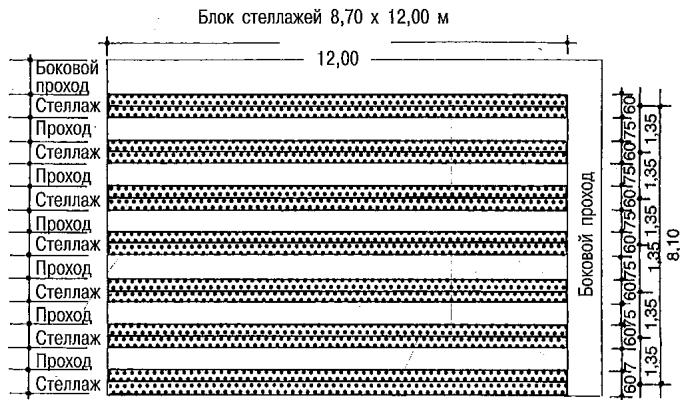 Блок стеллажей 8,70 x 12,00 м
12,00
Боковой
проход
Стеллаж
Проход
Стеллаж
Проход
Стеллаж
Проход
Стеллаж
Проход
Стеллаж
Проход
Стеллаж
Проход
Стеллаж
Боковой проход
60
75
60
75
60
75
60
75
60
75
60
7
60
1,35
1,35
1,35
1,35
1,35
1,35
8,10